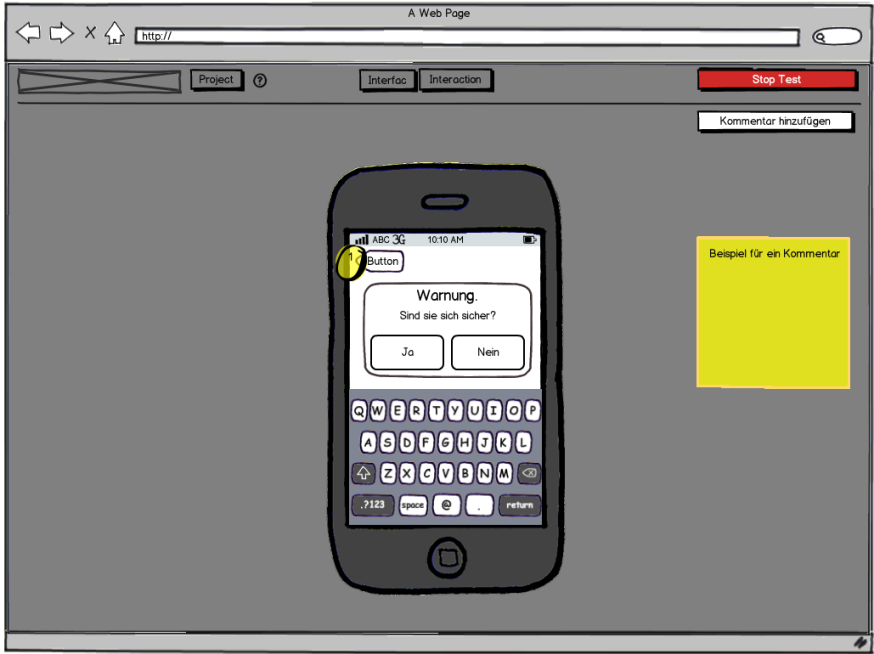 A Web Page
http://
Project ?
Interfac Interaction
Stop Test
Kommentar hinzufügen
ABC 3G 10:10 AM
1 Button
Warnung.
Sind sie sich sicher?
Ja Nein
Beispiel für ein Kommentar
Q W E R T Y U I O P
A S D F G H J K L
Z X C V B N M
.?123 space @ . return